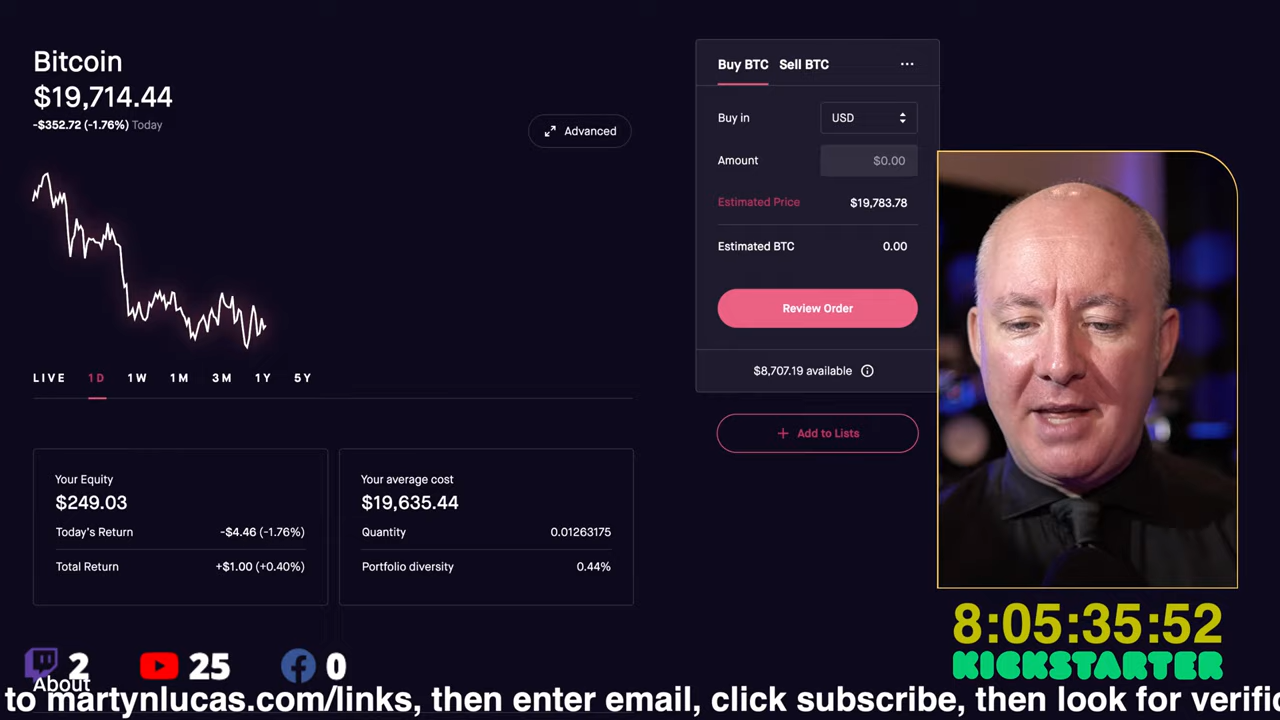 Bitcoin
$19,714.44
-$352.72 (-1.76%) Today
Advanced
LIVE 1D 1W 1M 3M 1Y 5Y
Buy BTC Sell BTC
Buy in USD
Amount $0.00
Estimated Price $19,783.78
Estimated BTC 0.00
Review Order
$8,707.19 available
+ Add to Lists
Your Equity
$249.03
Today's Return -$4.46 (-1.76%)
Total Return +$1.00 (+0.40%)
Your average cost
$19,635.44
Quantity 0.01263175
Portfolio diversity 0.44%
8:05:35:52
KICKSTARTER
2 25 0
About
to martynlucas.com/links, then enter email, click subscribe, then look for verific